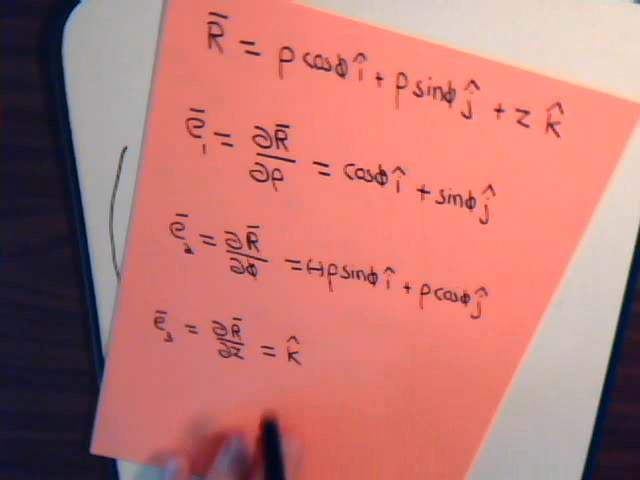 R̄ = ρ cosϕ î + ρ sinϕ ĵ + z k̂
ē₁ = ∂R̄/∂ρ = cosϕ î + sinϕ ĵ
ē₂ = ∂R̄/∂ϕ = -ρ sinϕ î + ρ cosϕ ĵ
ē₃ = ∂R̄/∂z = k̂